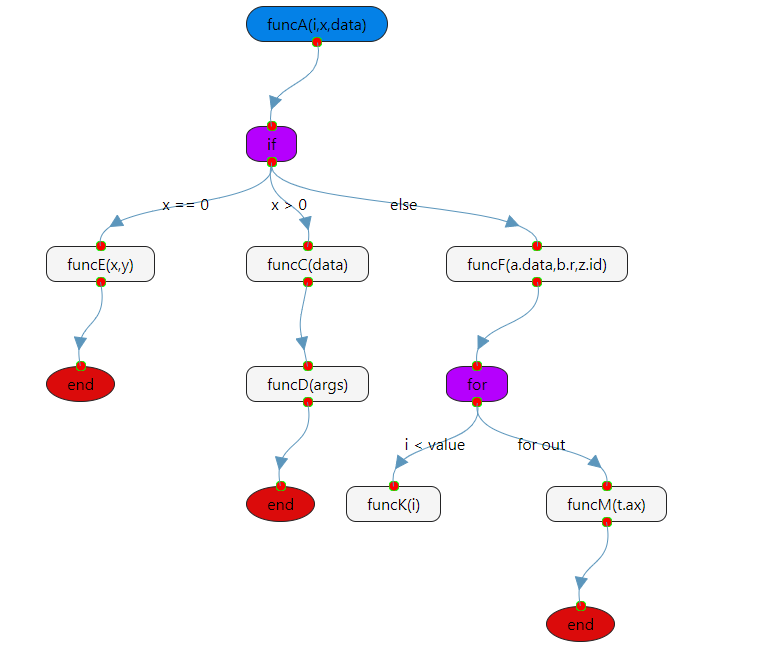 funcA(i,x,data)
if
x == 0
x > 0
else
funcE(x,y)
funcC(data)
funcF(a.data,b.r,z.id)
end
funcD(args)
for
i < value
for out
end
funcK(i)
funcM(t.ax)
end